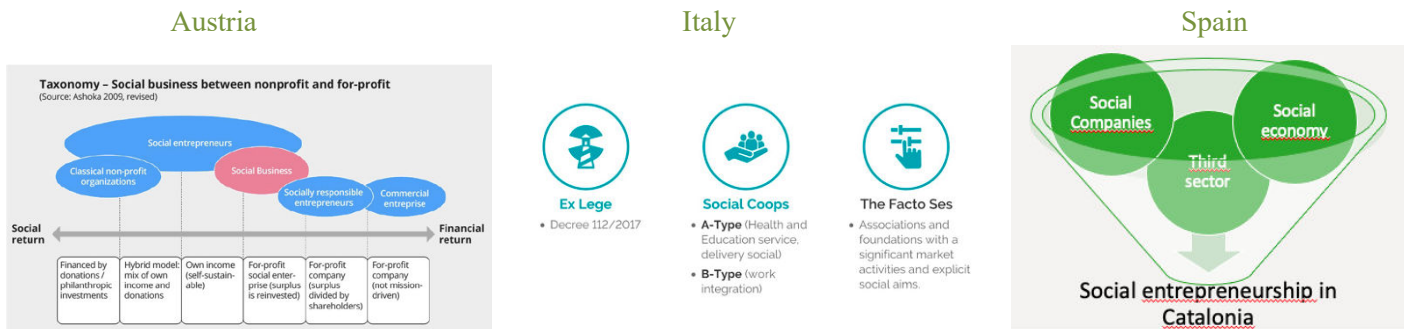 Austria
Italy
Spain
Taxonomy – Social business between nonprofit and for-profit
(Source: Ashoka 2009, revised)
Social entrepreneurs
Classical non-profit
organizations
Social Business
Socially responsible
entrepreneurs
Commercial
entreprise
Social
return
Financial
return
Financed by
donations /
philanthropic
investments
Hybrid model:
mix of own
income and
donations
Own income
(self-sustain-
able)
For-profit
social enter-
prise (surplus
is reinvested)
For-profit
company
(surplus
divided by
shareholders)
For-profit
company
(not mission-
driven)
Ex Lege
• Decree 112/2017
Social Coops
• A-Type (Health and
Education service,
delivery social)
• B-Type (work
integration)
The Facto Ses
• Associations and
foundations with a
significant market
activities and explicit
social aims.
Social
Companies
Social
economy
Third
sector
Social entrepreneurship in
Catalonia